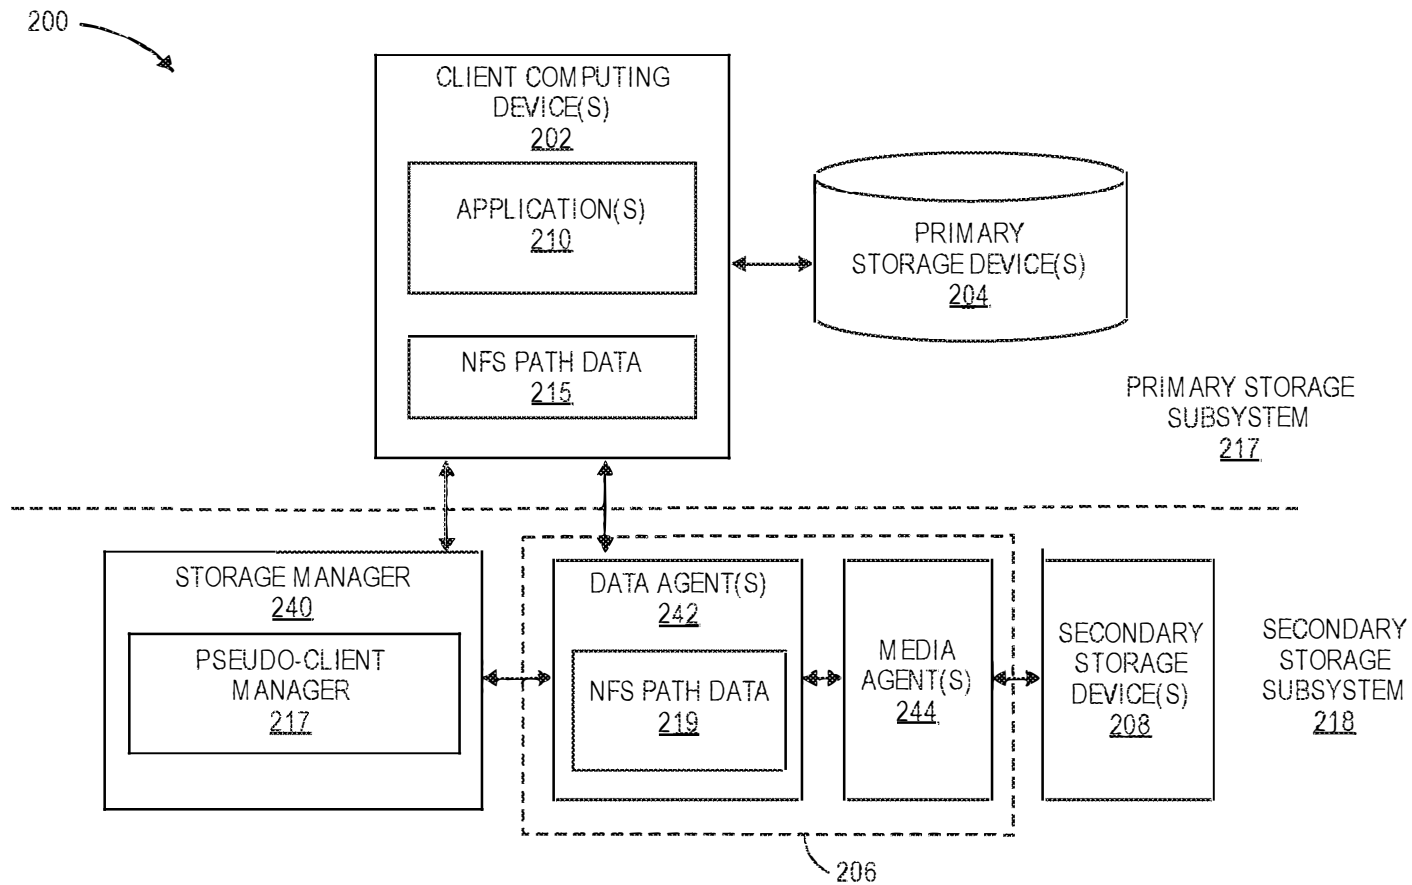 200
CLIENT COMPUTING
DEVICE(S)
202
APPLICATION(S)
210
NFS PATH DATA
215
PRIMARY
STORAGE DEVICE(S)
204
PRIMARY STORAGE
SUBSYSTEM
217
STORAGE MANAGER
240
PSEUDO-CLIENT
MANAGER
217
DATA AGENT(S)
242
NFS PATH DATA
219
MEDIA
AGENT(S)
244
SECONDARY
STORAGE
DEVICE(S)
208
SECONDARY
STORAGE
SUBSYSTEM
218
206